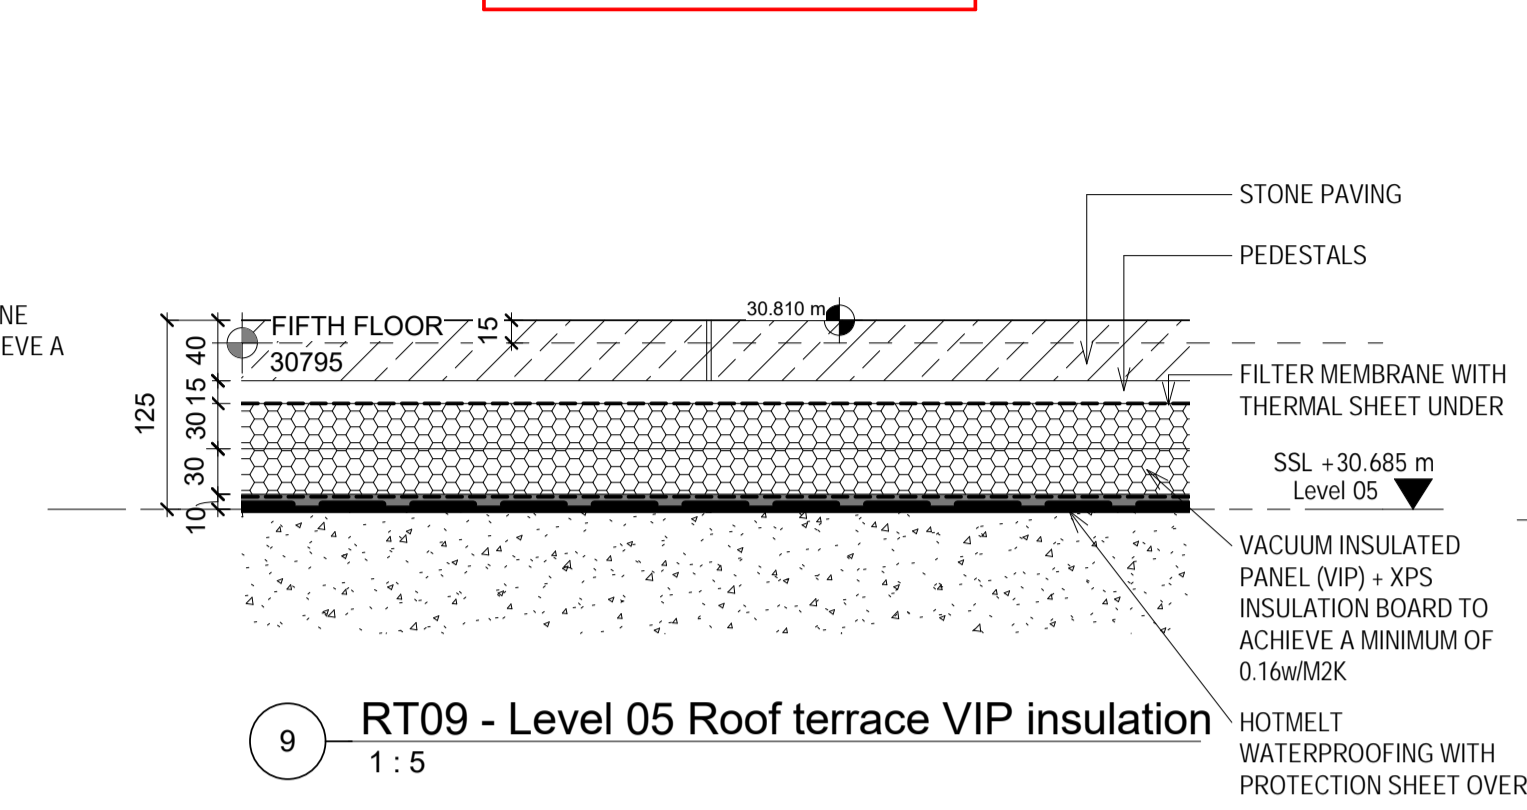 STONE PAVING
PEDESTALS
NE
EVE A
FIFTH FLOOR
30795
15
30.810 m
40
15
30
30
10
125
FILTER MEMBRANE WITH
THERMAL SHEET UNDER
SSL +30.685 m
Level 05
VACUUM INSULATED
PANEL (VIP) + XPS
INSULATION BOARD TO
ACHIEVE A MINIMUM OF
0.16w/M2K
HOTMELT
WATERPROOFING WITH
PROTECTION SHEET OVER
9
RT09 - Level 05 Roof terrace VIP insulation
1 : 5